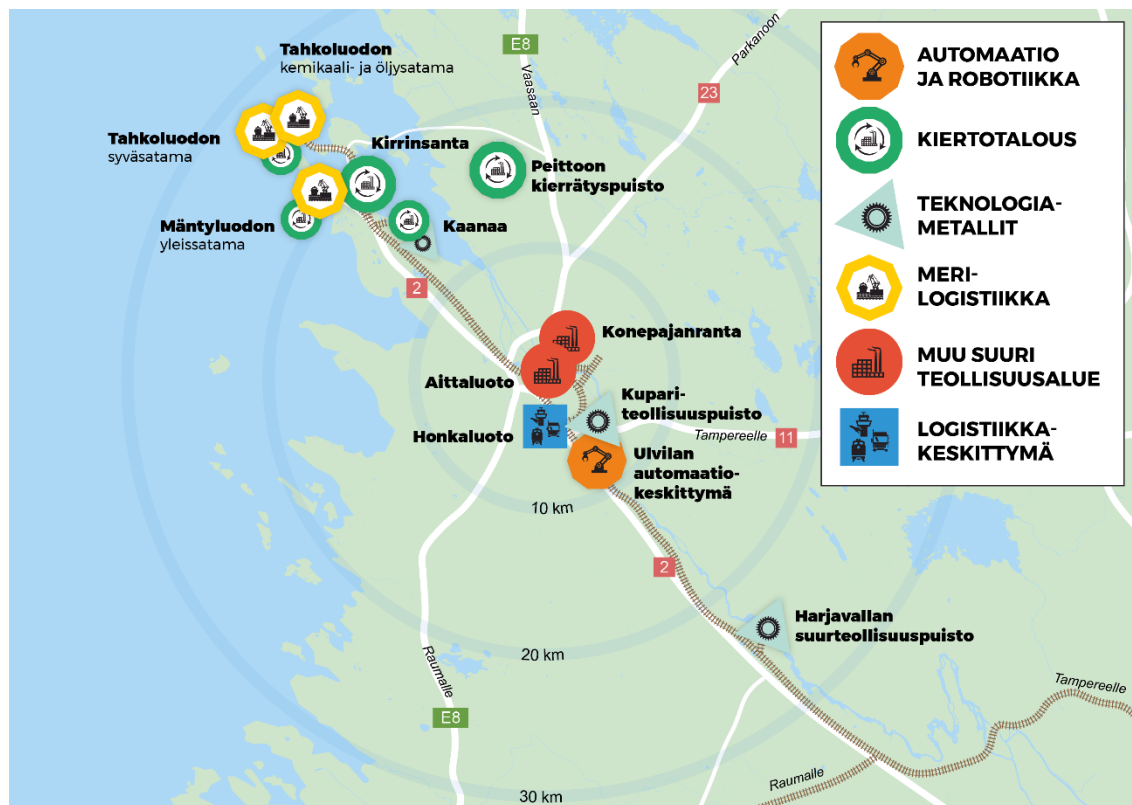 Tahkoluodon
kemikaali- ja öljysatama
E8
Vaasaan
Parkanoon
23
Tahkoluodon
syväsatama
Kirrinsanta
Peittoon
kierrätyspuisto
Mäntyluodon
yleissatama
Kaanaa
2
Konepajanranta
Aittaluoto
Kupari-
teollisuuspuisto
Honkaluoto
Tampereelle
11
Ulvilan
automaatio-
keskittymä
10 km
2
Harjavallan
suurteollisuuspuisto
20 km
Raumalle
E8
Tampereelle
Raumalle
30 km
AUTOMAATIO
JA ROBOTIIKKA
KIERTOTALOUS
TEKNOLOGIA-
METALLIT
MERI-
LOGISTIIKKA
MUU SUURI
TEOLLISUUSALUE
LOGISTIIKKA-
KESKITTYMÄ